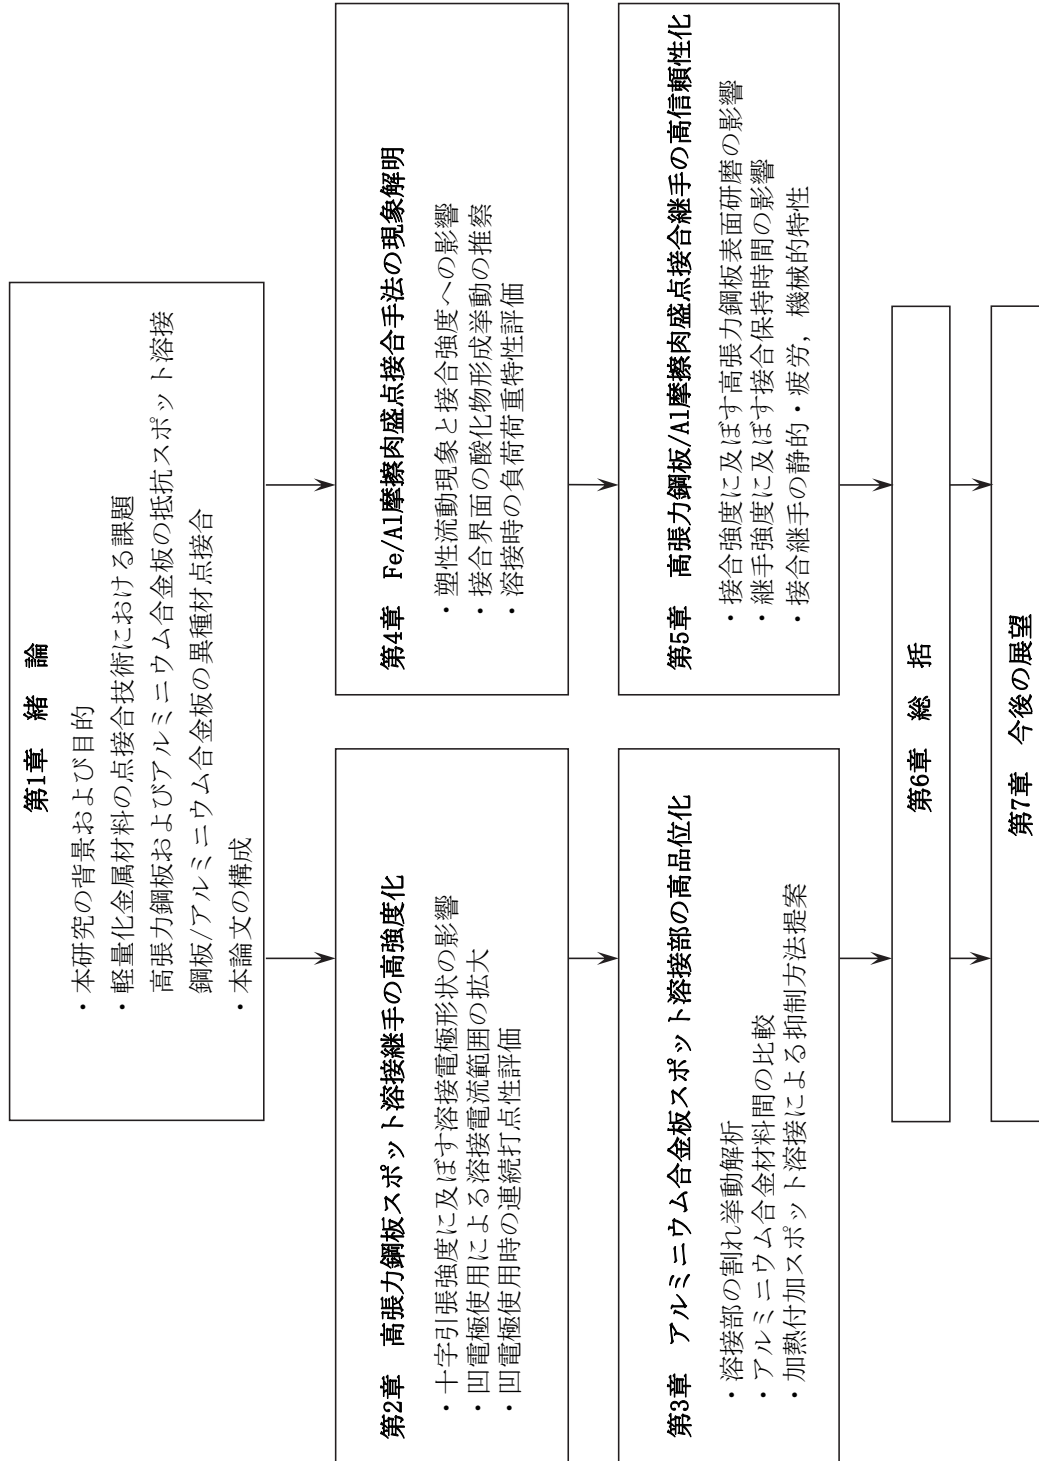 第1章　緒　論
・本研究の背景および目的
・軽量化金属材料の点接合技術における課題
高張力鋼板およびアルミニウム合金板の抵抗スポット溶接
鋼板/アルミニウム合金板の異種材点接合
・本論文の構成
第2章　高張力鋼板スポット溶接継手の高強度化
・十字引張強度に及ぼす溶接電極形状の影響
・凹電極使用による溶接電流範囲の拡大
・凹電極使用時の連続打点性評価
第3章　アルミニウム合金板スポット溶接部の高品位化
・溶接部の割れ挙動解析
・アルミニウム合金材料間の比較
・加熱付加スポット溶接による抑制方法提案
第4章　Fe/Al摩擦肉盛点接合手法の現象解明
・塑性流動現象と接合強度への影響
・接合界面の酸化物形成挙動の推察
・溶接時の負荷荷重特性評価
第5章　高張力鋼板/Al摩擦肉盛点接合継手の高信頼性化
・接合強度に及ぼす高張力鋼板表面研磨の影響
・継手強度に及ぼす接合保持時間の影響
・接合継手の静的・疲労，機械的特性
第6章　総　括
第7章　今後の展望